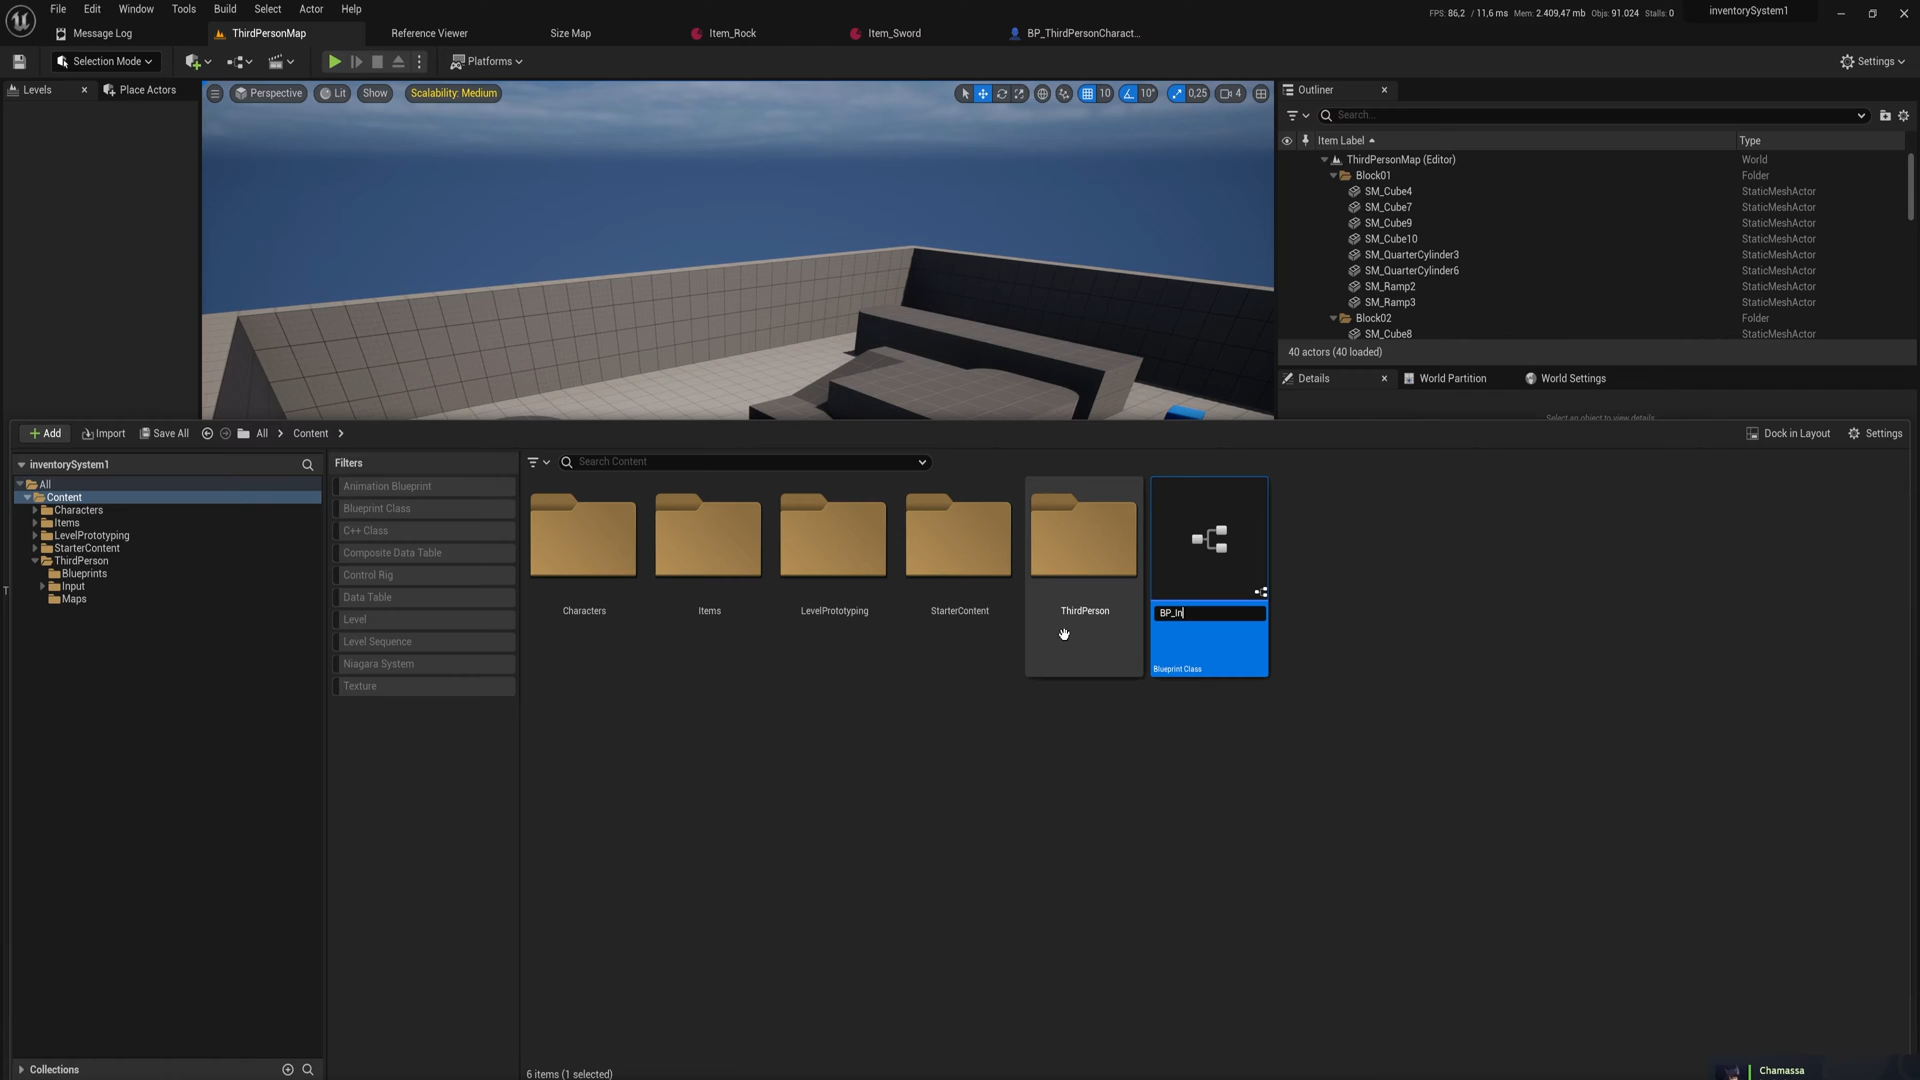 File Edit Window Tools Build Select Actor Help
FPS: 86,2 / 11,6 ms Mem: 2.409,47 mb Objs: 91.024 Stalls: 0
inventorySystem1
Message Log
ThirdPersonMap
Reference Viewer
Size Map
Item_Rock
Item_Sword
BP_ThirdPersonCharact...
Selection Mode
Platforms
Settings
Levels
Place Actors
Perspective
Lit
Show
Scalability: Medium
10
10°
0,25
4
Outliner
Search...
Item Label
Type
ThirdPersonMap (Editor) World
Block01 Folder
SM_Cube4 StaticMeshActor
SM_Cube7 StaticMeshActor
SM_Cube9 StaticMeshActor
SM_Cube10 StaticMeshActor
SM_QuarterCylinder3 StaticMeshActor
SM_QuarterCylinder6 StaticMeshActor
SM_Ramp2 StaticMeshActor
SM_Ramp3 StaticMeshActor
Block02 Folder
SM_Cube8 StaticMeshActor
40 actors (40 loaded)
Details
World Partition
World Settings
Select an object to view details.
Add
Import
Save All
All
Content
Dock in Layout
Settings
inventorySystem1
All
Content
Characters
Items
LevelPrototyping
StarterContent
ThirdPerson
Blueprints
Input
Maps
Collections
Filters
Animation Blueprint
Blueprint Class
C++ Class
Composite Data Table
Control Rig
Data Table
Level
Level Sequence
Niagara System
Texture
Search Content
Characters
Items
LevelPrototyping
StarterContent
ThirdPerson
BP_In
Blueprint Class
6 items (1 selected)
Chamassa